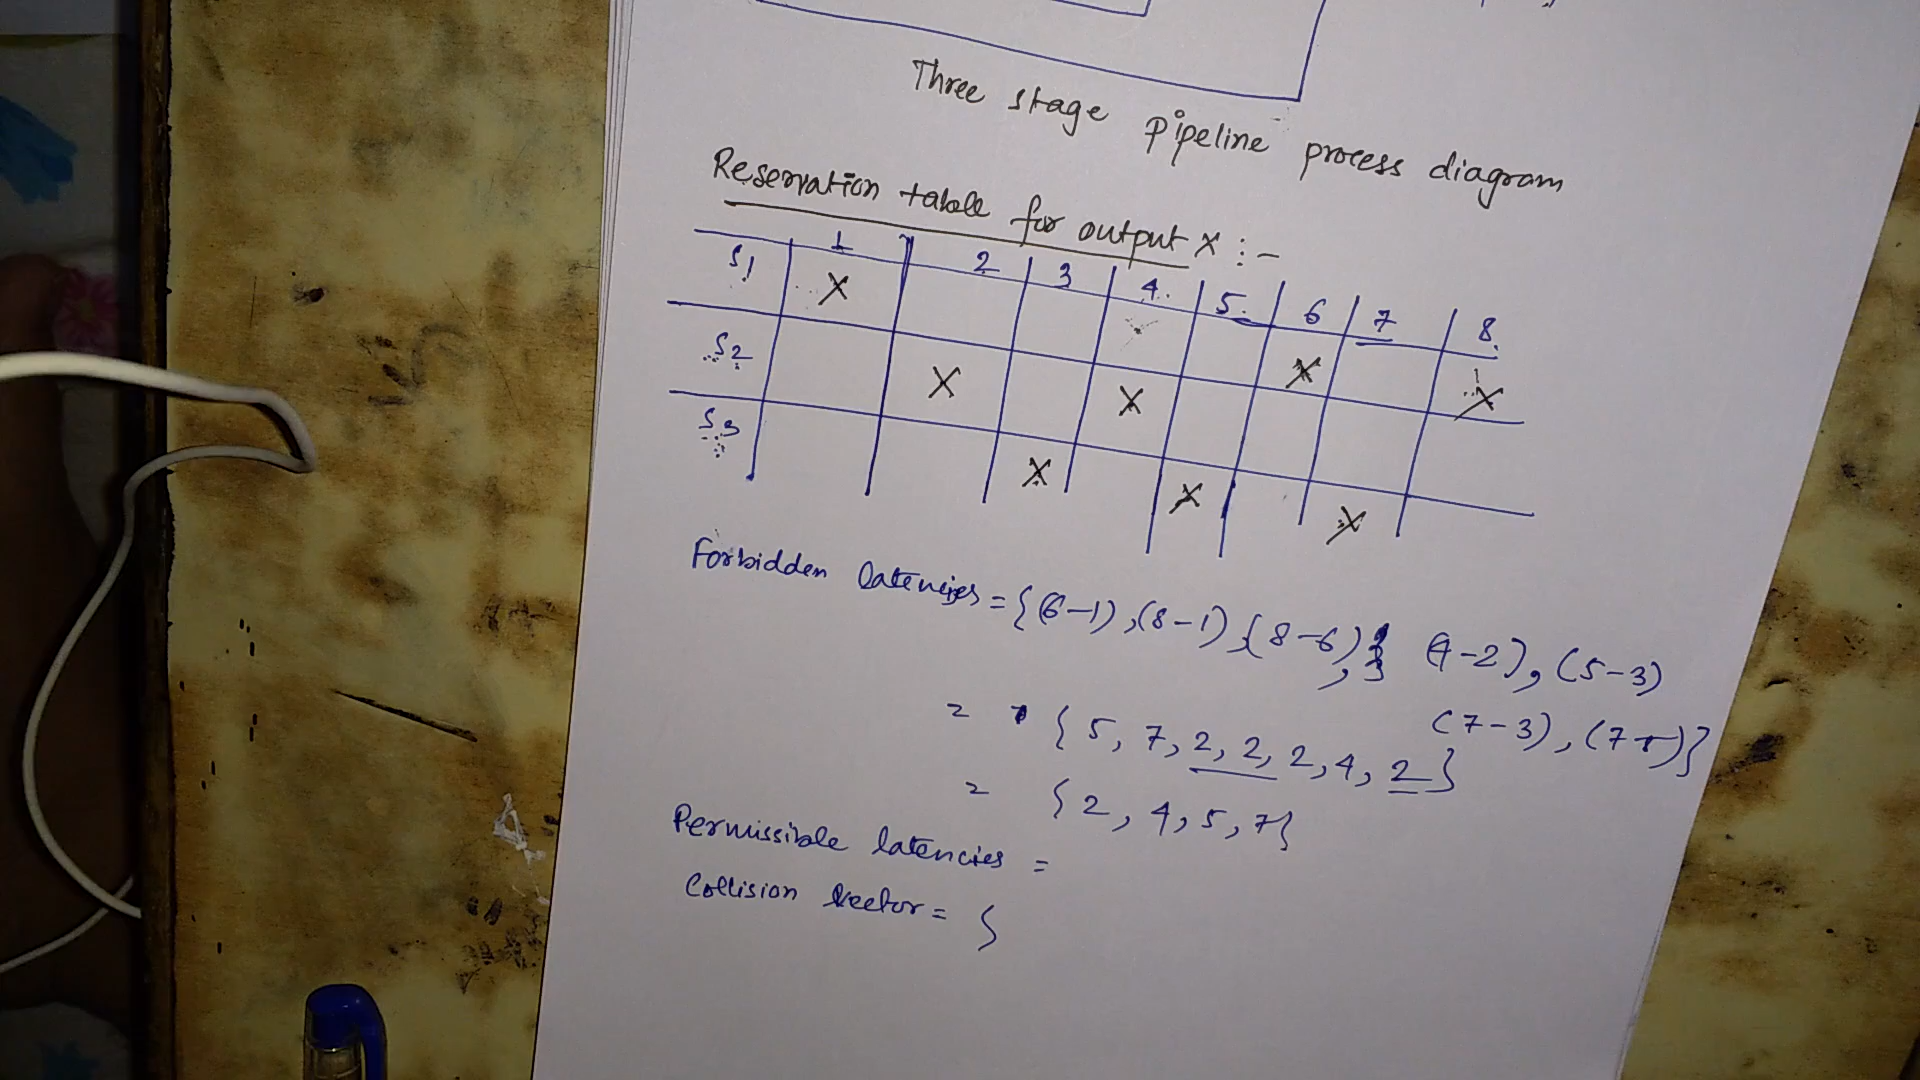 Three stage pipeline process diagram
Reservation table for output X :-
S1 1 2 3 4 5 6 7 8
X
S2 X X X X
S3 X X X
Forbidden latencies = {(6-1), (8-1), (8-6), (4-2), (5-3)
(7-3), (7-5)}
= {5, 7, 2, 2, 2, 4, 2}
= {2, 4, 5, 7}
Permissible latencies =
Collision vector = {